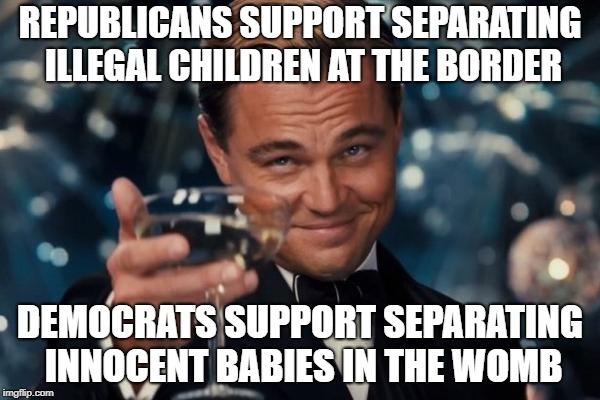 REPUBLICANS SUPPORT SEPARATING
ILLEGAL CHILDREN AT THE BORDER
DEMOCRATS SUPPORT SEPARATING
INNOCENT BABIES IN THE WOMB
imgflip.com